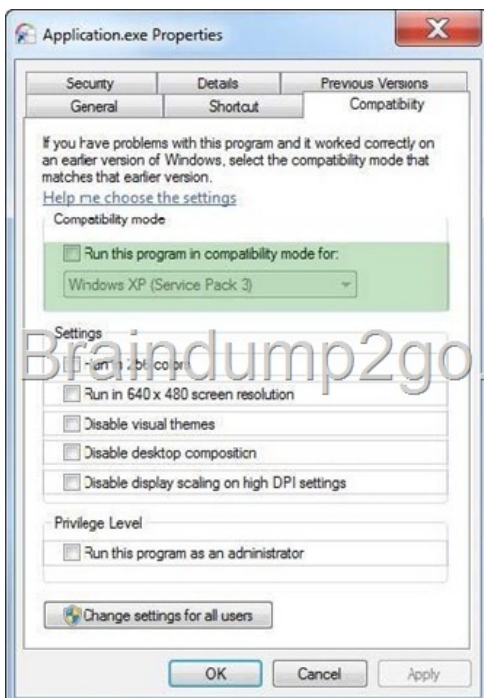 Application.exe Properties
Security Details Previous Versions
General Shortcut Compatibility
If you have problems with this program and it worked correctly on
an earlier version of Windows, select the compatibility mode that
matches that earlier version.
Help me choose the settings
Compatibility mode
Run this program in compatibility mode for:
Windows XP (Service Pack 3)
Settings
Braindump2go.
Run in 256 colors
Run in 640 x 480 screen resolution
Disable visual themes
Disable desktop composition
Disable display scaling on high DPI settings
Privilege Level
Run this program as an administrator
Change settings for all users
OK Cancel Apply